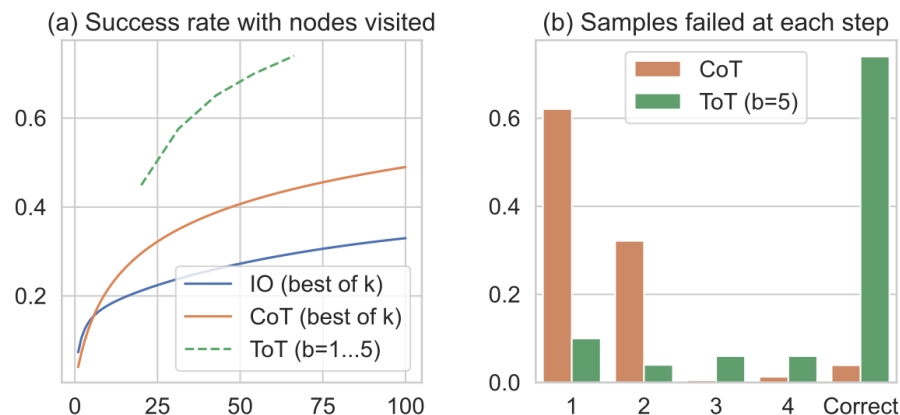 (a) Success rate with nodes visited
0.6
0.4
0.2
IO (best of k)
CoT (best of k)
ToT (b=1...5)
0 25 50 75 100
(b) Samples failed at each step
CoT
ToT (b=5)
0.6
0.4
0.2
0.0
1 2 3 4 Correct